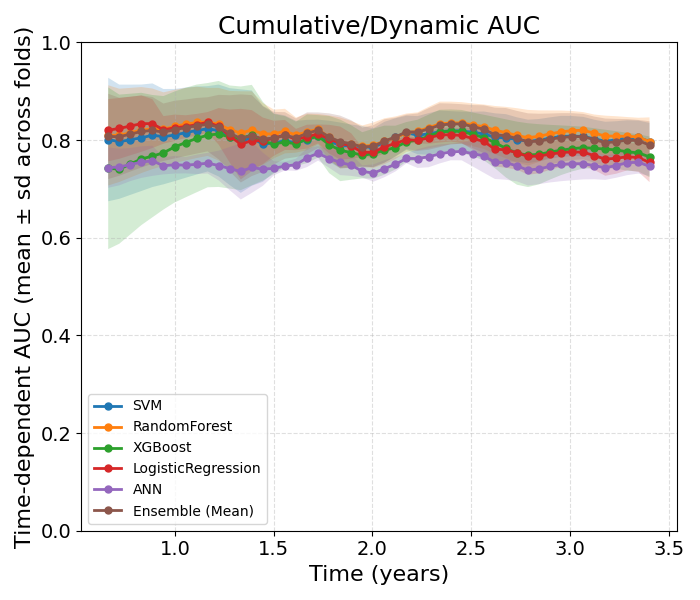 Cumulative/Dynamic AUC
Time-dependent AUC (mean ± sd across folds)
1.0
0.8
0.6
0.4
0.2
0.0
SVM
RandomForest
XGBoost
LogisticRegression
ANN
Ensemble (Mean)
1.0 1.5 2.0 2.5 3.0 3.5
Time (years)